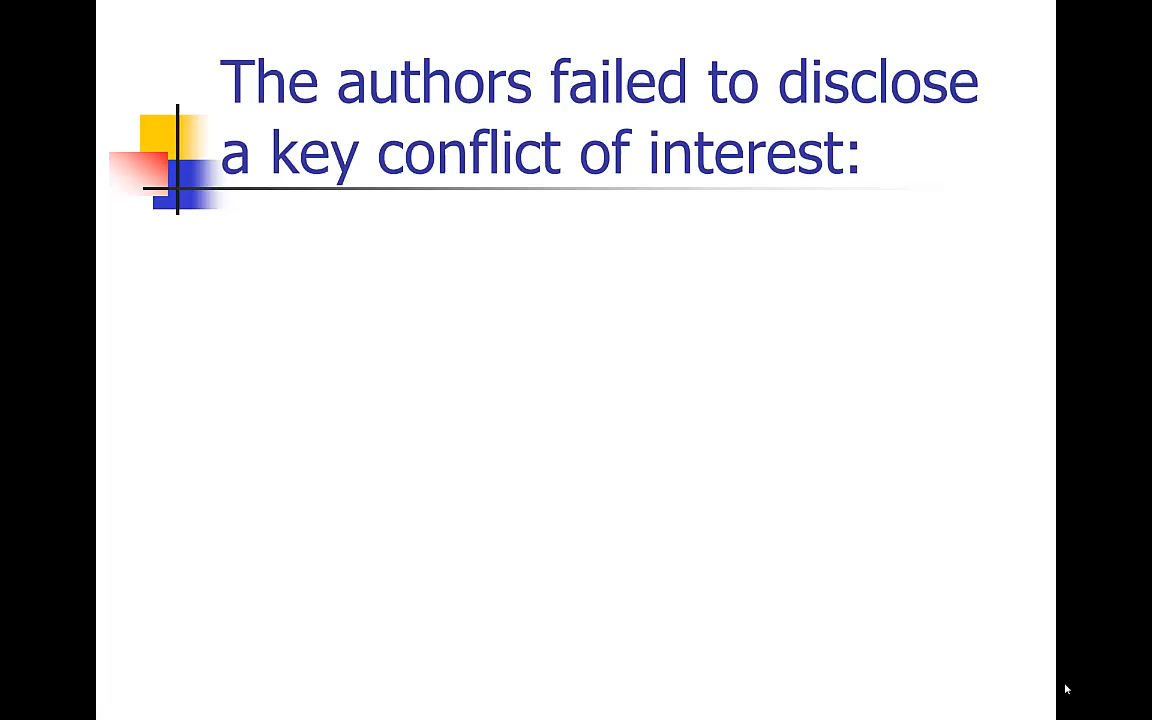 The authors failed to disclose
a key conflict of interest: